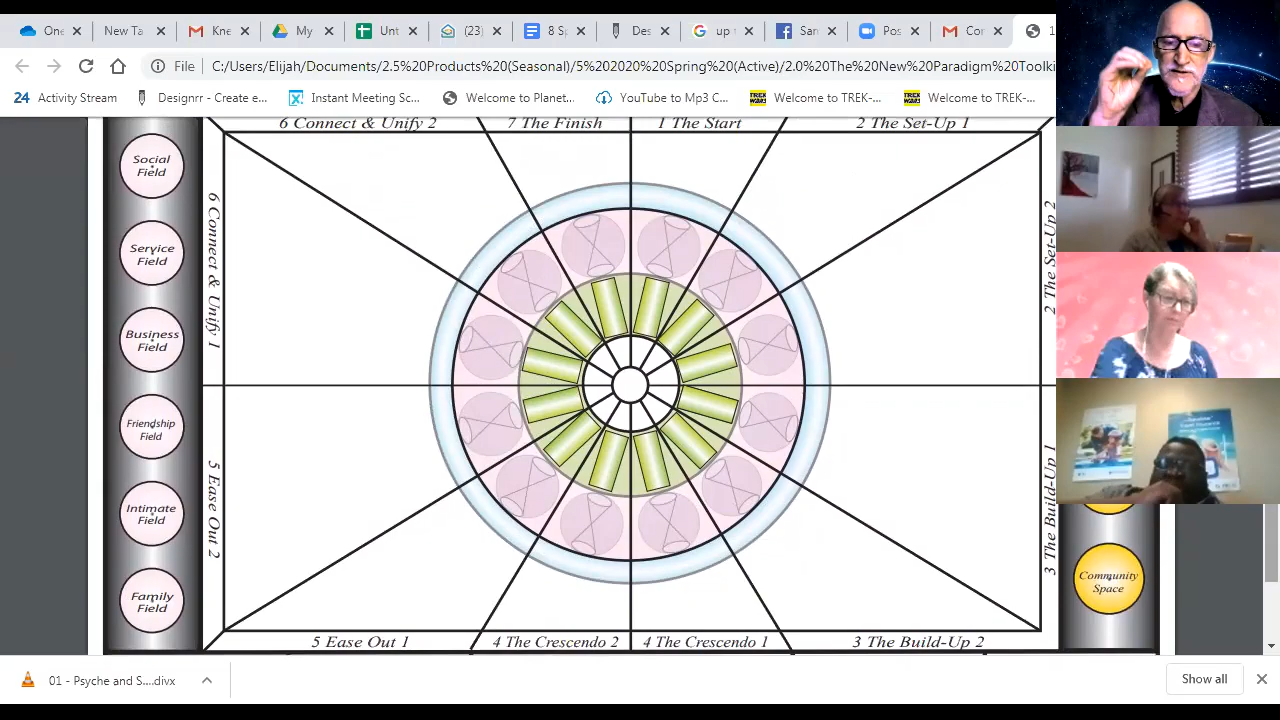 One
New Ta
Kne
My
Unt
(23)
8 S
Des
up t
San
Pos
Cor
1
File
C:/Users/Elijah/Documents/2.5%20Products%20(Seasonal)/5%202020%20Spring%20(Active)/2.0%20The%20New%20Paradigm%20Toolki
24 Activity Stream
Designrr - Create e...
Instant Meeting Sc...
Welcome to Planet...
YouTube to Mp3 C...
Welcome to TREK-...
Welcome to TREK-...
6 Connect & Unify 2
7 The Finish
1 The Start
2 The Set-Up 1
Social
Field
Service
Field
Business
Field
Friendship
Field
Intimate
Field
Family
Field
6 Connect & Unify 1
5 Ease Out 2
2 The Set-Up 2
3 The Build-Up 1
5 Ease Out 1
4 The Crescendo 2
4 The Crescendo 1
3 The Build-Up 2
Community
Space
01 - Psyche and S....divx
Show all